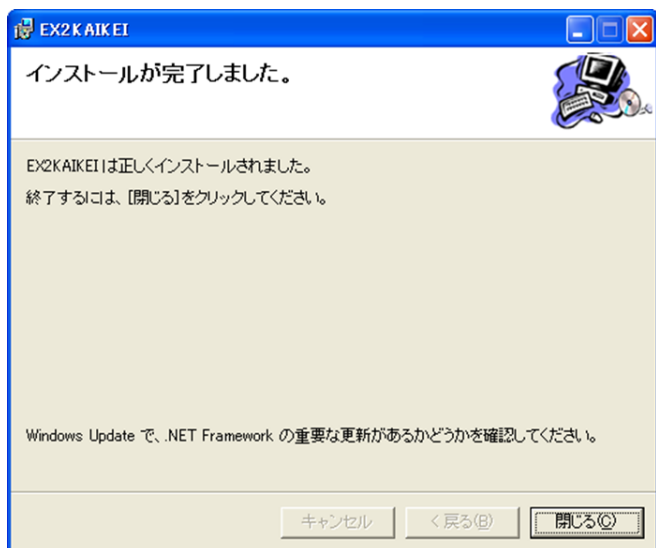 EX2KAIKEI
インストールが完了しました。
EX2KAIKEIは正しくインストールされました。
終了するには、[閉じる]をクリックしてください。
Windows Update で、.NET Framework の重要な更新があるかどうかを確認してください。
キャンセル < 戻る(B) 閉じる(C)